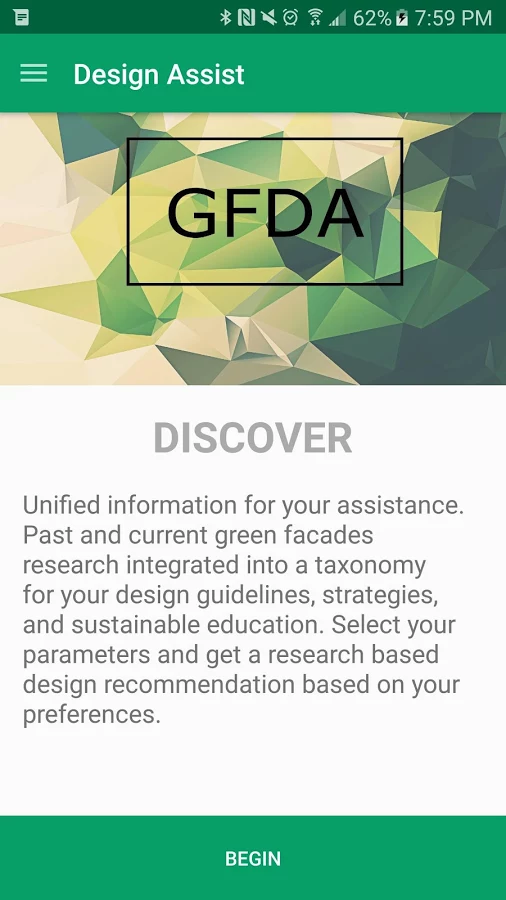 62% 7:59 PM
Design Assist
GFDA
DISCOVER
Unified information for your assistance.
Past and current green facades
research integrated into a taxonomy
for your design guidelines, strategies,
and sustainable education. Select your
parameters and get a research based
design recommendation based on your
preferences.
BEGIN